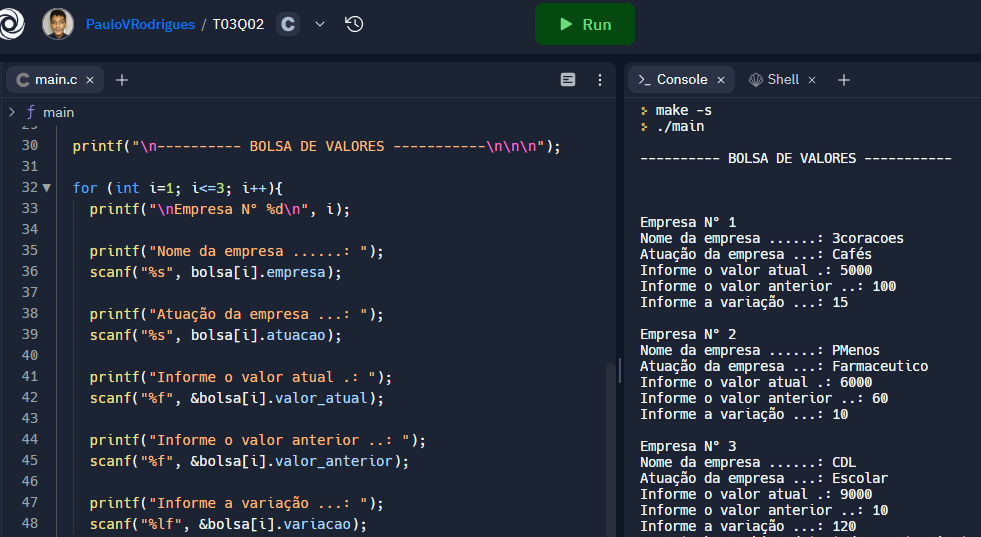 PauloVRodrigues / T03Q02 C Run
C main.c × +
> ƒ main
29
30 printf("\n---------- BOLSA DE VALORES -----------\n\n\n");
31
32 for (int i=1; i<=3; i++){
33 printf("\nEmpresa N° %d\n", i);
34
35 printf("Nome da empresa ......: ");
36 scanf("%s", bolsa[i].empresa);
37
38 printf("Atuação da empresa ...: ");
39 scanf("%s", bolsa[i].atuacao);
40
41 printf("Informe o valor atual .: ");
42 scanf("%f", &bolsa[i].valor_atual);
43
44 printf("Informe o valor anterior ..: ");
45 scanf("%f", &bolsa[i].valor_anterior);
46
47 printf("Informe a variação ...: ");
48 scanf("%lf", &bolsa[i].variacao);
>_ Console × Shell × +
make -s
./main
---------- BOLSA DE VALORES -----------
Empresa N° 1
Nome da empresa ......: 3coracoes
Atuação da empresa ...: Cafés
Informe o valor atual .: 5000
Informe o valor anterior ..: 100
Informe a variação ...: 15
Empresa N° 2
Nome da empresa ......: PMenos
Atuação da empresa ...: Farmaceutico
Informe o valor atual .: 6000
Informe o valor anterior ..: 60
Informe a variação ...: 10
Empresa N° 3
Nome da empresa ......: CDL
Atuação da empresa ...: Escolar
Informe o valor atual .: 9000
Informe o valor anterior ..: 10
Informe a variação ...: 120